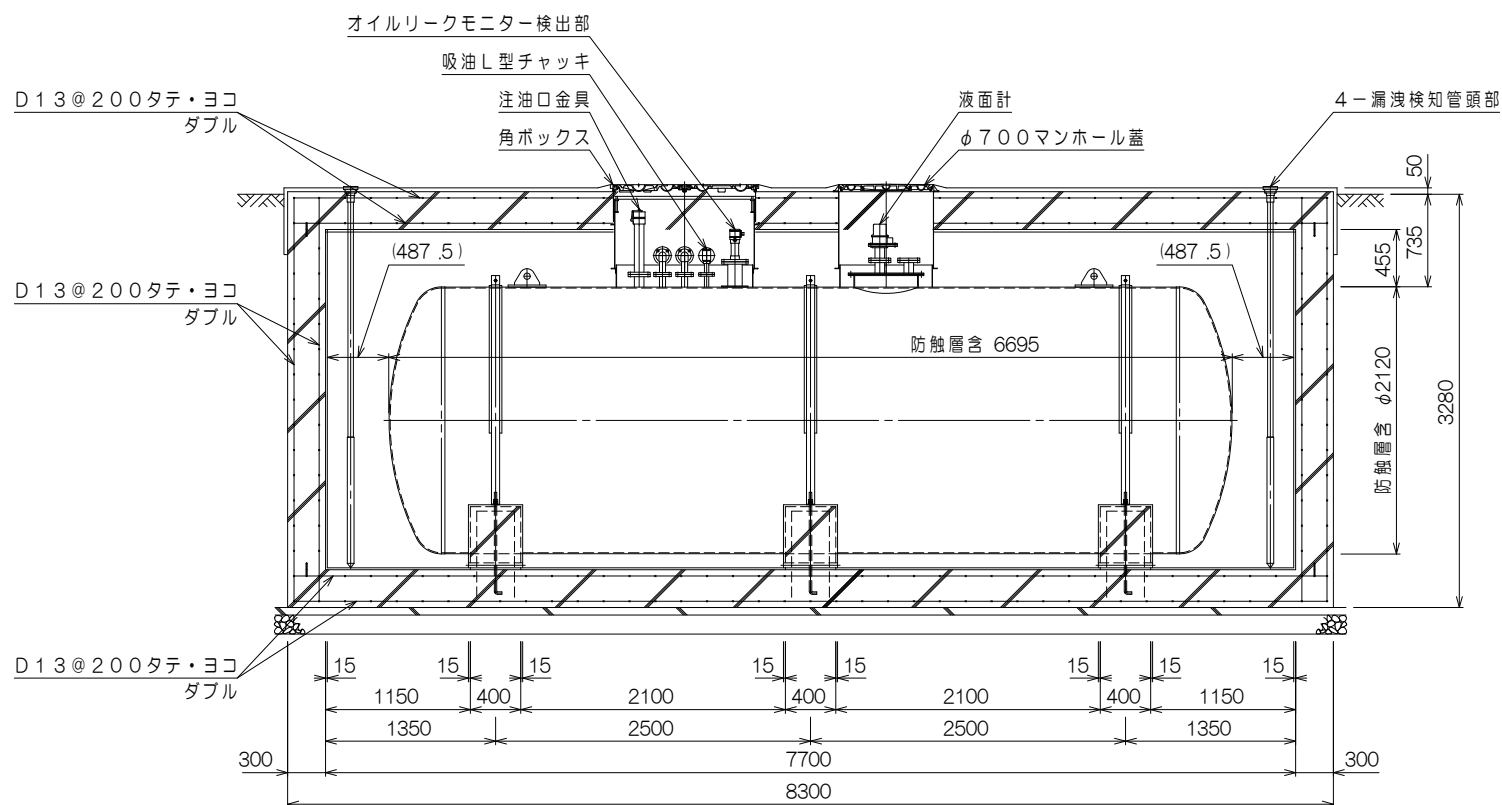 オイルリークモニター検出部
吸油L型チャッキ
D13@200タテ・ヨコ
ダブル
注油口金具
液面計
4-漏洩検知管頭部
角ボックス
φ700マンホール蓋
50
(487.5)
(487.5)
455
735
D13@200タテ・ヨコ
ダブル
防触層含 6695
防触層含 φ2120
3280
D13@200タテ・ヨコ
ダブル
15 15 15 15 15 15 15 15
1150 400 2100 400 2100 400 1150
1350 2500 2500 1350
300 7700 300
8300